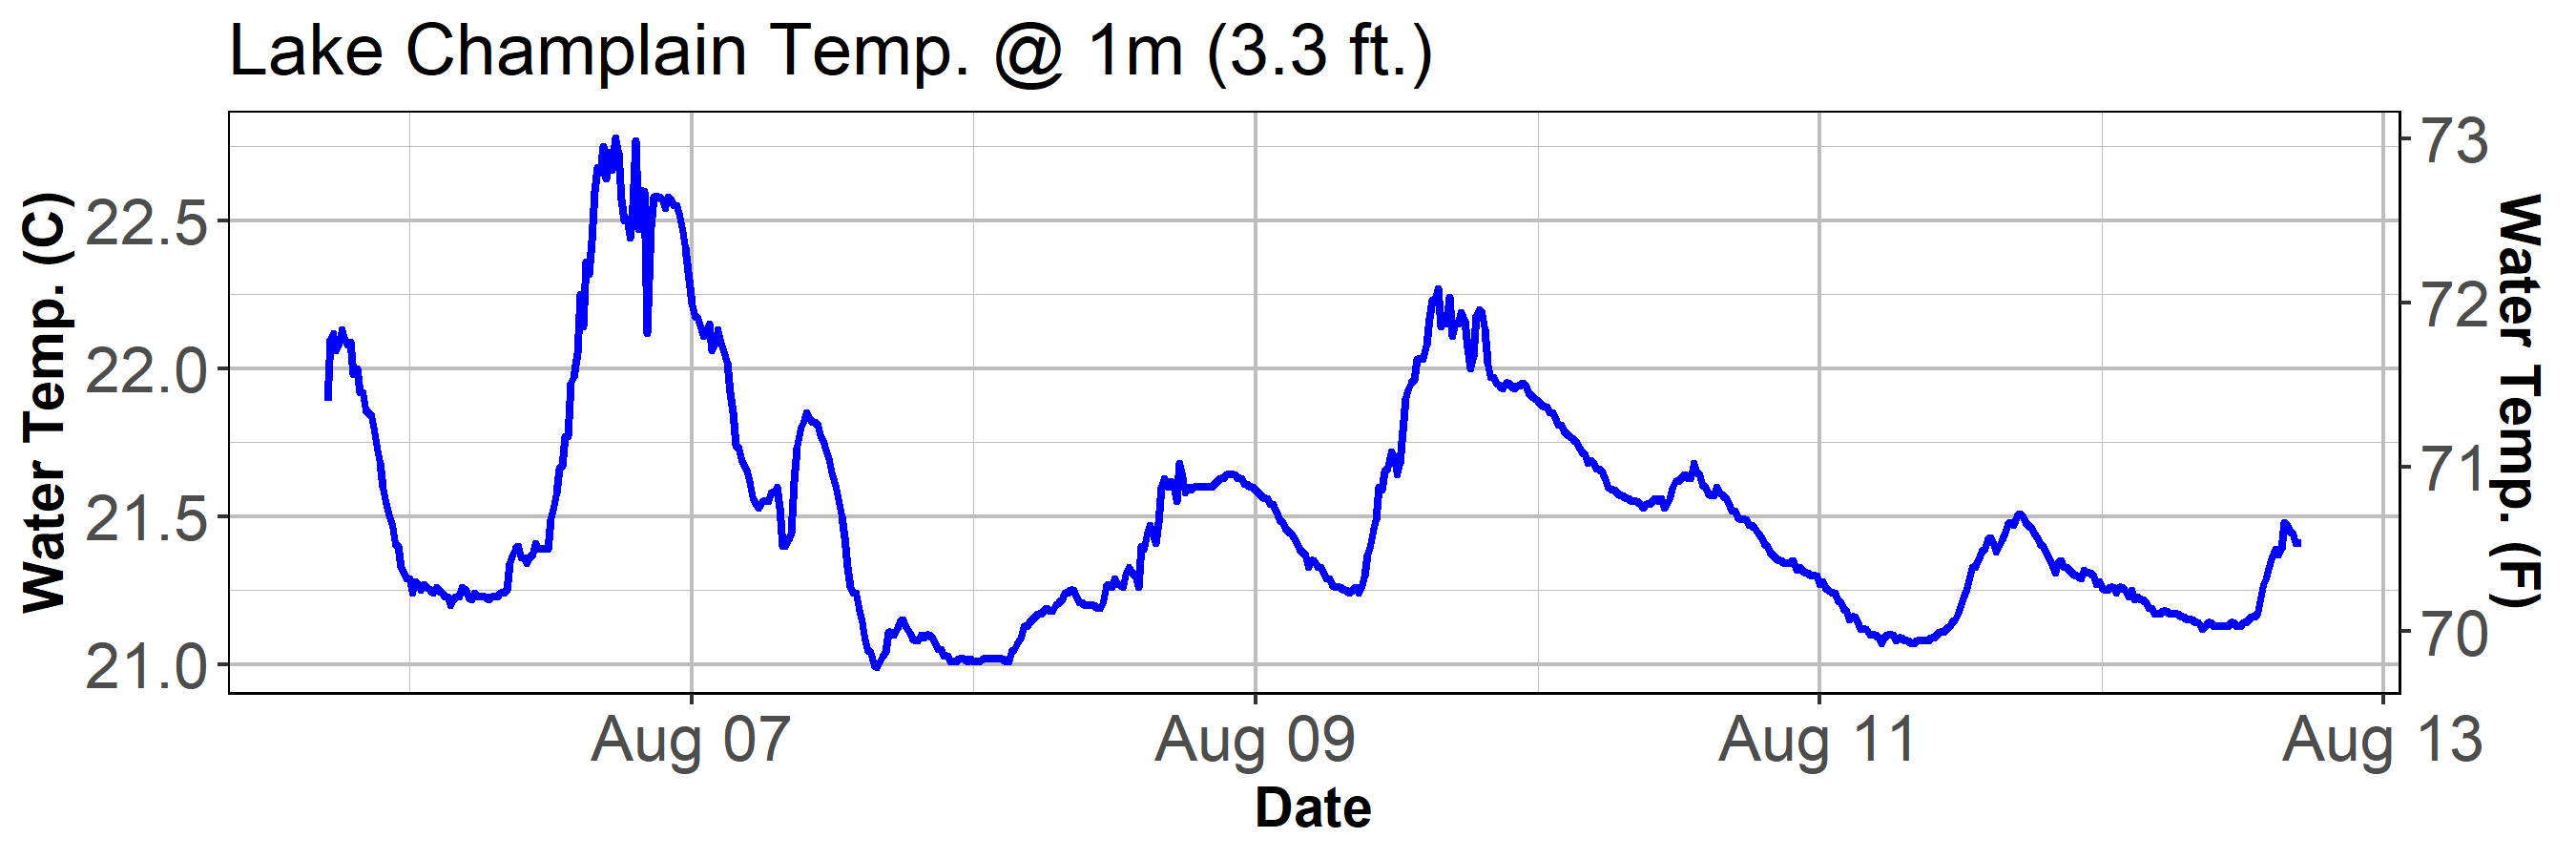 Lake Champlain Temp. @ 1m (3.3 ft.)
Water Temp. (C)
22.5
22.0
21.5
21.0
73
72
71
70
Water Temp. (F)
Aug 07
Aug 09
Aug 11
Aug 13
Date